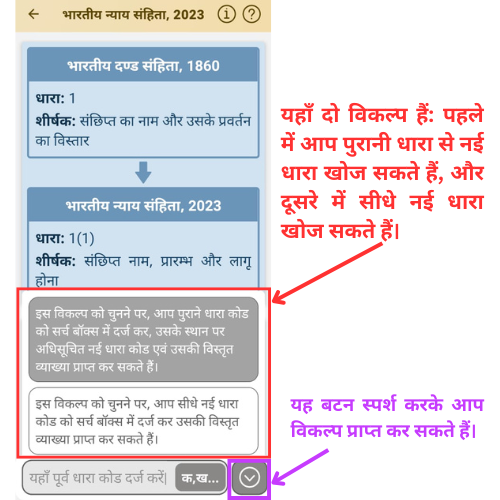 भारतीय न्याय संहिता, 2023
भारतीय दण्ड संहिता, 1860
धारा: 1
शीर्षक: संछिप्त का नाम और उसके प्रवर्तन
का विस्तार
भारतीय न्याय संहिता, 2023
धारा: 1(1)
शीर्षक: संछिप्त नाम, प्रारम्भ और लागू
होना
इस विकल्प को चुनने पर, आप पुराने धारा कोड
को सर्च बॉक्स में दर्ज कर, उसके स्थान पर
अधिसूचित नई धारा कोड एवं उसकी विस्तृत
व्याख्या प्राप्त कर सकते हैं।
इस विकल्प को चुनने पर, आप सीधे नई धारा
कोड को सर्च बॉक्स में दर्ज कर उसकी विस्तृत
व्याख्या प्राप्त कर सकते हैं।
यहाँ पूर्व धारा कोड दर्ज करें
क,ख...
यहाँ दो विकल्प हैं: पहले
में आप पुरानी धारा से नई
धारा खोज सकते हैं, और
दूसरे में सीधे नई धारा
खोज सकते हैं।
यह बटन स्पर्श करके आप
विकल्प प्राप्त कर सकते हैं।